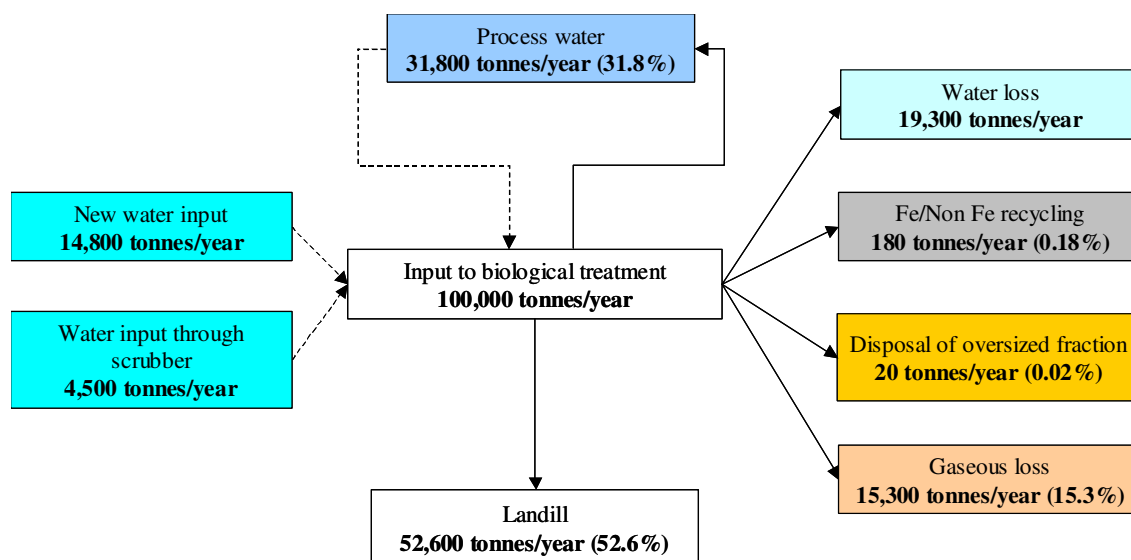 Process water
31,800 tonnes/year (31.8%)
Water loss
19,300 tonnes/year
New water input
14,800 tonnes/year
Fe/Non Fe recycling
180 tonnes/year (0.18%)
Input to biological treatment
100,000 tonnes/year
Water input through
scrubber
4,500 tonnes/year
Disposal of oversized fraction
20 tonnes/year (0.02%)
Gaseous loss
15,300 tonnes/year (15.3%)
Landill
52,600 tonnes/year (52.6%)